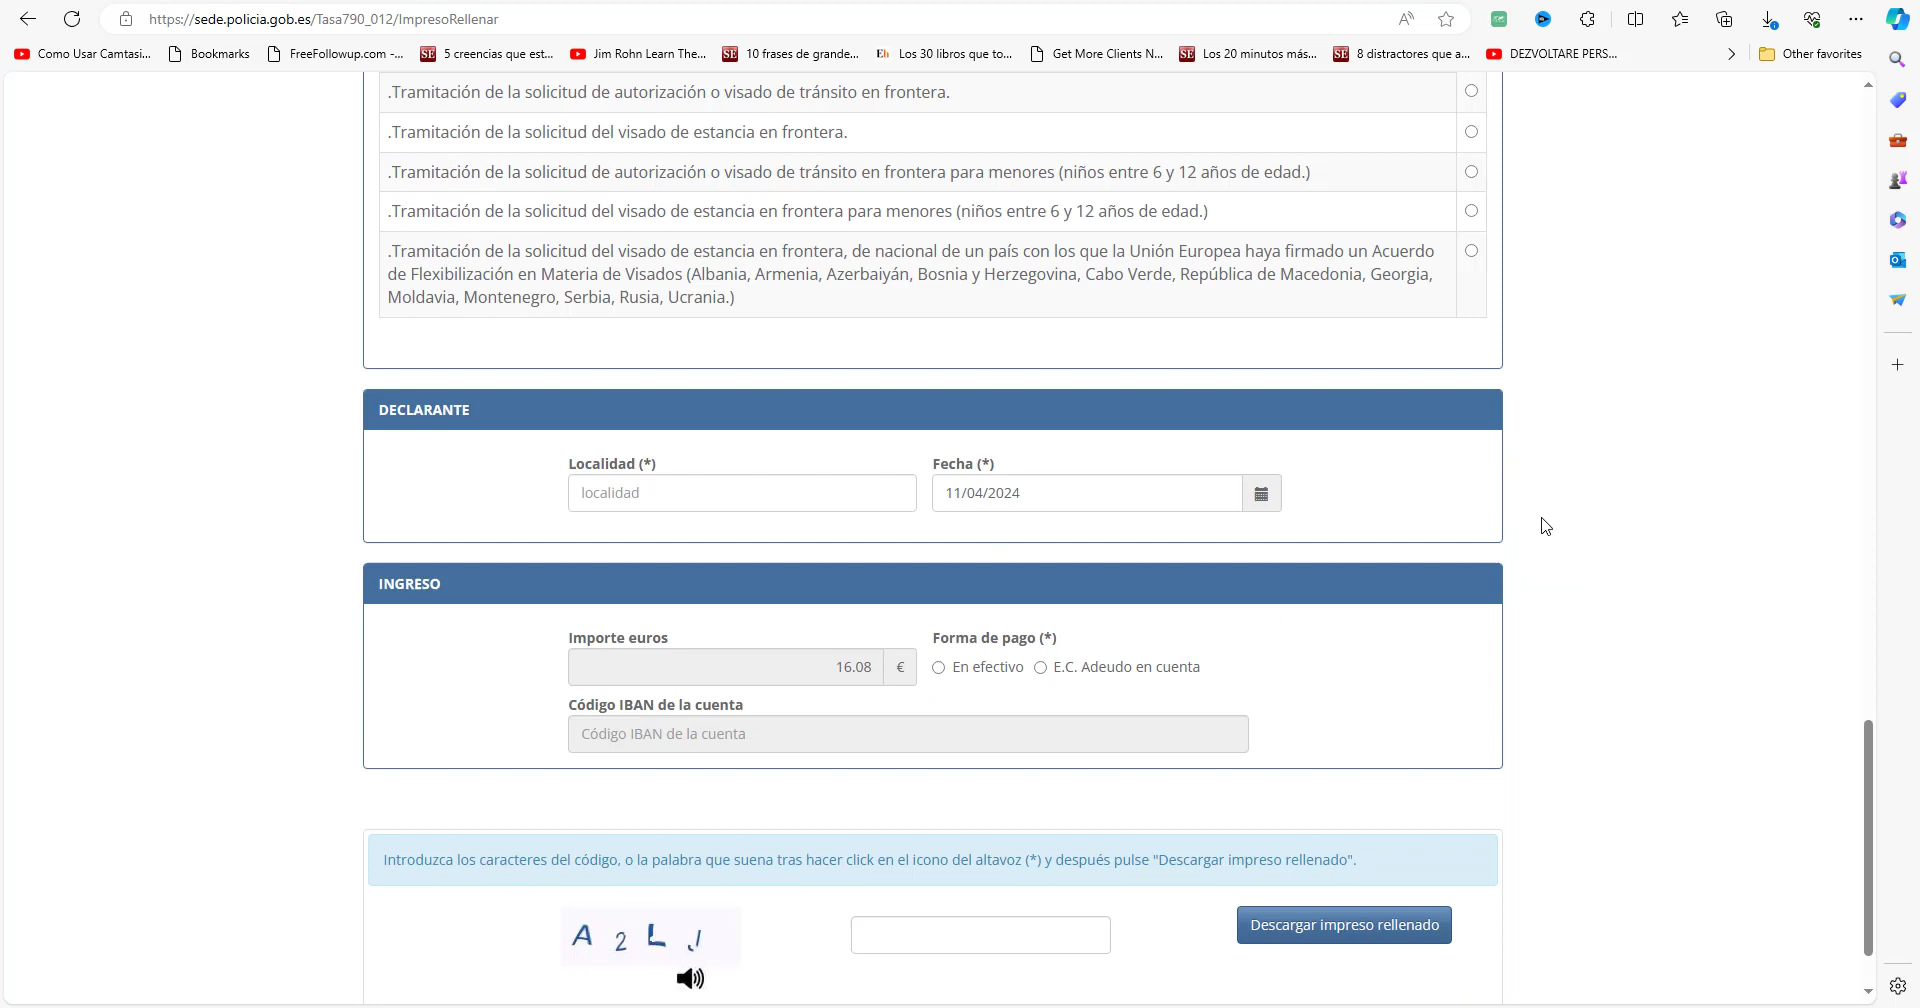 https://sede.policia.gob.es/Tasa790_012/ImpresoRellenar
Como Usar Camtasi... Bookmarks FreeFollowup.com -... 5 creencias que est... Jim Rohn Learn The... 10 frases de grande... Los 30 libros que to... Get More Clients N... Los 20 minutos más... 8 distractores que a... DEZVOLTARE PERS... Other favorites
.Tramitación de la solicitud de autorización o visado de tránsito en frontera.
.Tramitación de la solicitud del visado de estancia en frontera.
.Tramitación de la solicitud de autorización o visado de tránsito en frontera para menores (niños entre 6 y 12 años de edad.)
.Tramitación de la solicitud del visado de estancia en frontera para menores (niños entre 6 y 12 años de edad.)
.Tramitación de la solicitud del visado de estancia en frontera, de nacional de un país con los que la Unión Europea haya firmado un Acuerdo
de Flexibilización en Materia de Visados (Albania, Armenia, Azerbaiyán, Bosnia y Herzegovina, Cabo Verde, República de Macedonia, Georgia,
Moldavia, Montenegro, Serbia, Rusia, Ucrania.)
DECLARANTE
Localidad (*) Fecha (*)
localidad 11/04/2024
INGRESO
Importe euros Forma de pago (*)
16.08 € En efectivo E.C. Adeudo en cuenta
Código IBAN de la cuenta
Código IBAN de la cuenta
Introduzca los caracteres del código, o la palabra que suena tras hacer click en el icono del altavoz (*) y después pulse "Descargar impreso rellenado".
A 2 L J Descargar impreso rellenado